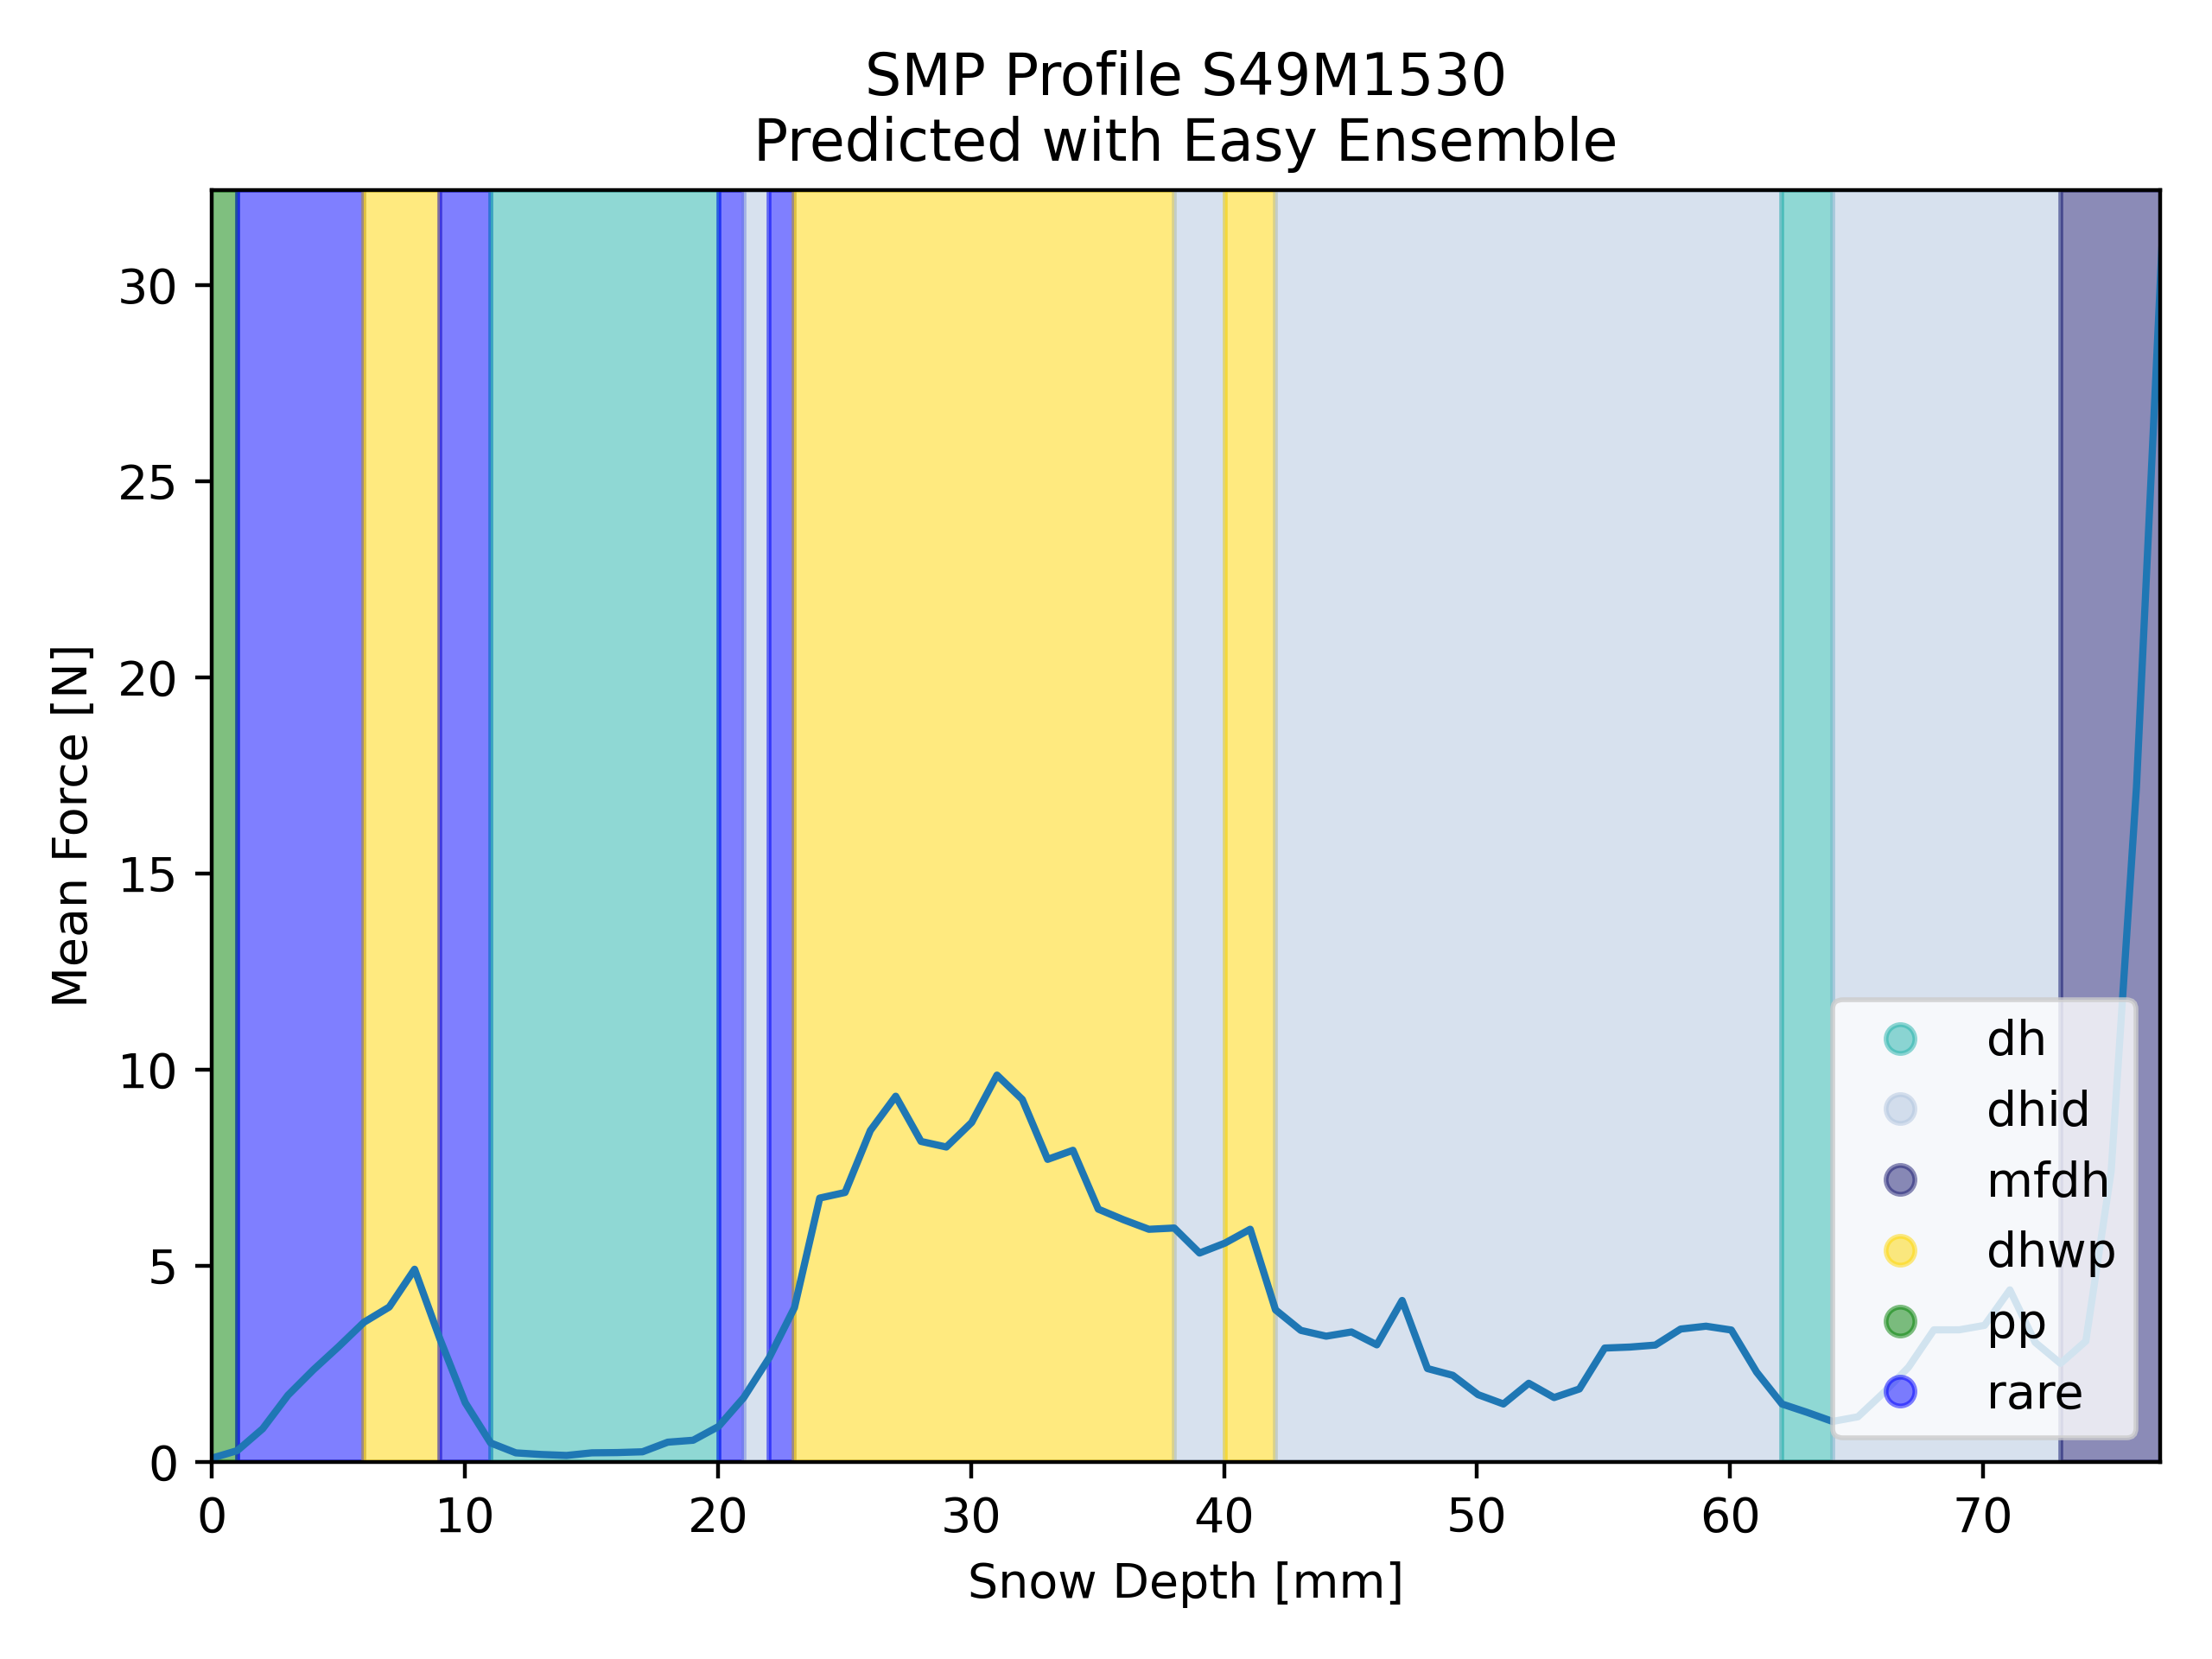 SMP Profile S49M1530
Predicted with Easy Ensemble
Mean Force [N]
30
25
20
15
10
5
0
0 10 20 30 40 50 60 70
Snow Depth [mm]
dh
dhid
mfdh
dhwp
pp
rare